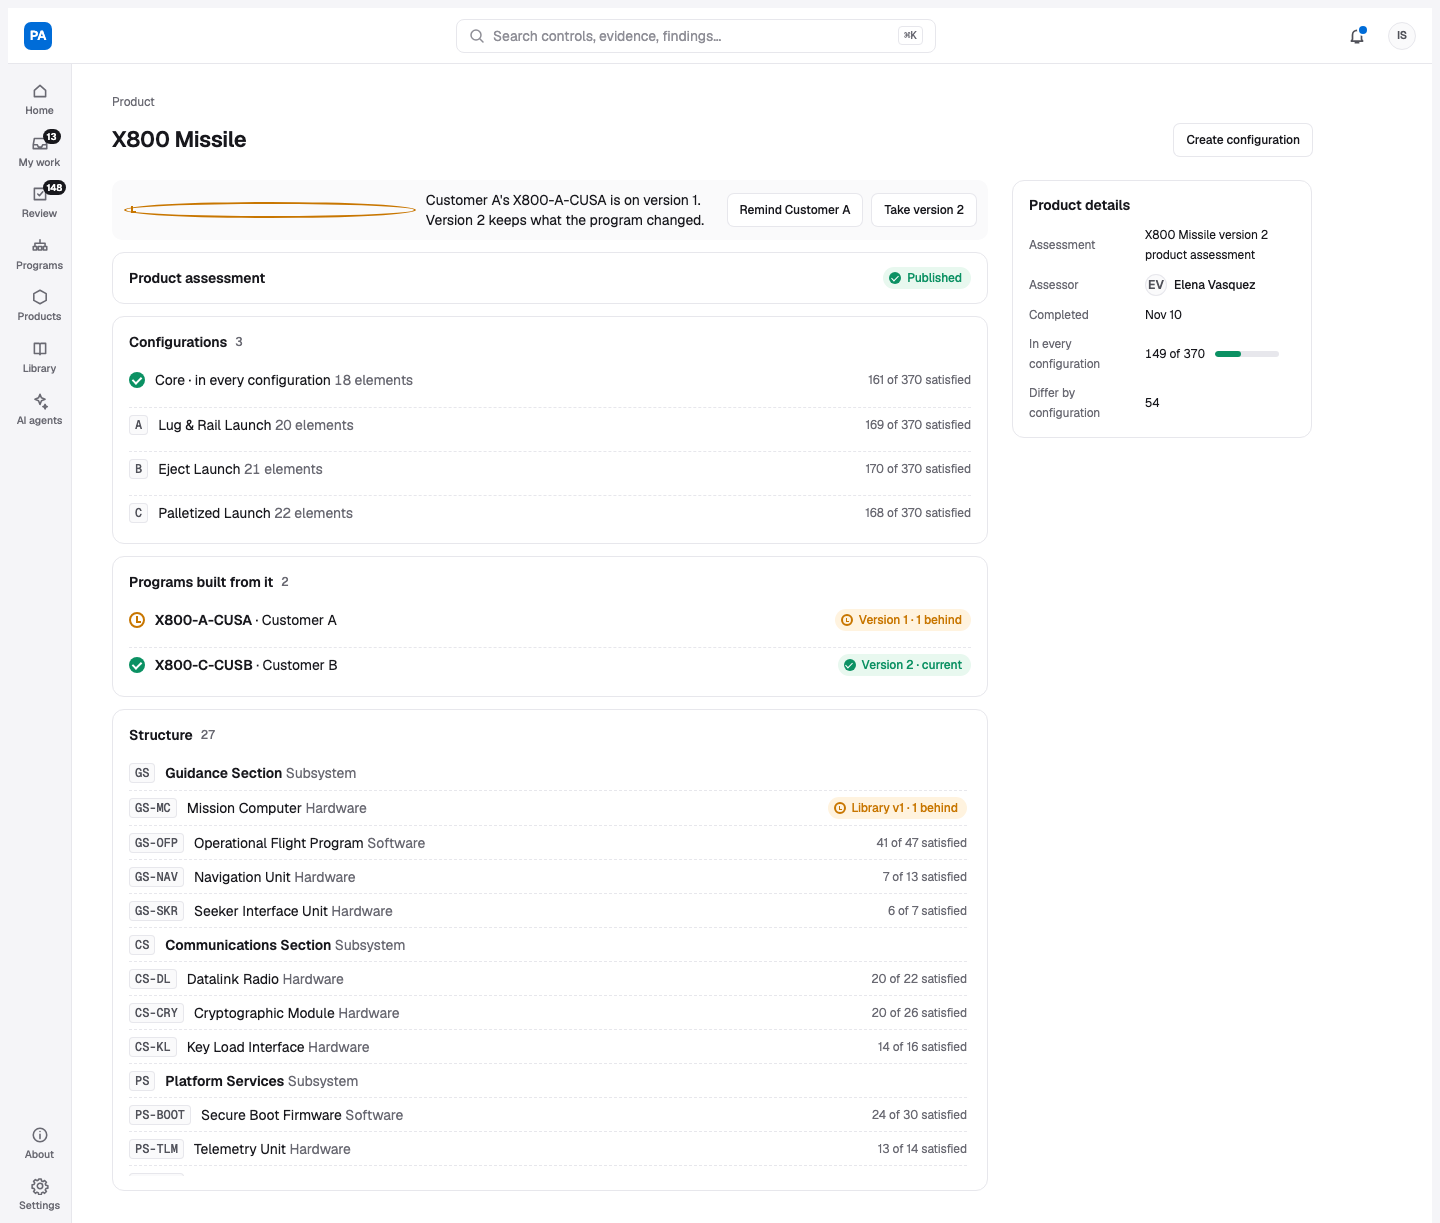 PA
Search controls, evidence, findings...
⌘K
IS
Home
13
My work
148
Review
Programs
Products
Library
AI agents
About
Settings
Product
X800 Missile
Create configuration
Customer A's X800-A-CUSA is on version 1.
Version 2 keeps what the program changed.
Remind Customer A
Take version 2
Product assessment
Published
Configurations 3
Core · in every configuration 18 elements
161 of 370 satisfied
A Lug & Rail Launch 20 elements
169 of 370 satisfied
B Eject Launch 21 elements
170 of 370 satisfied
C Palletized Launch 22 elements
168 of 370 satisfied
Programs built from it 2
X800-A-CUSA · Customer A
Version 1 · 1 behind
X800-C-CUSB · Customer B
Version 2 · current
Structure 27
GS Guidance Section Subsystem
GS-MC Mission Computer Hardware
Library v1 · 1 behind
GS-OFP Operational Flight Program Software
41 of 47 satisfied
GS-NAV Navigation Unit Hardware
7 of 13 satisfied
GS-SKR Seeker Interface Unit Hardware
6 of 7 satisfied
CS Communications Section Subsystem
CS-DL Datalink Radio Hardware
20 of 22 satisfied
CS-CRY Cryptographic Module Hardware
20 of 26 satisfied
CS-KL Key Load Interface Hardware
14 of 16 satisfied
PS Platform Services Subsystem
PS-BOOT Secure Boot Firmware Software
24 of 30 satisfied
PS-TLM Telemetry Unit Hardware
13 of 14 satisfied
Product details
Assessment
X800 Missile version 2
product assessment
Assessor
EV Elena Vasquez
Completed
Nov 10
In every
configuration
149 of 370
Differ by
configuration
54